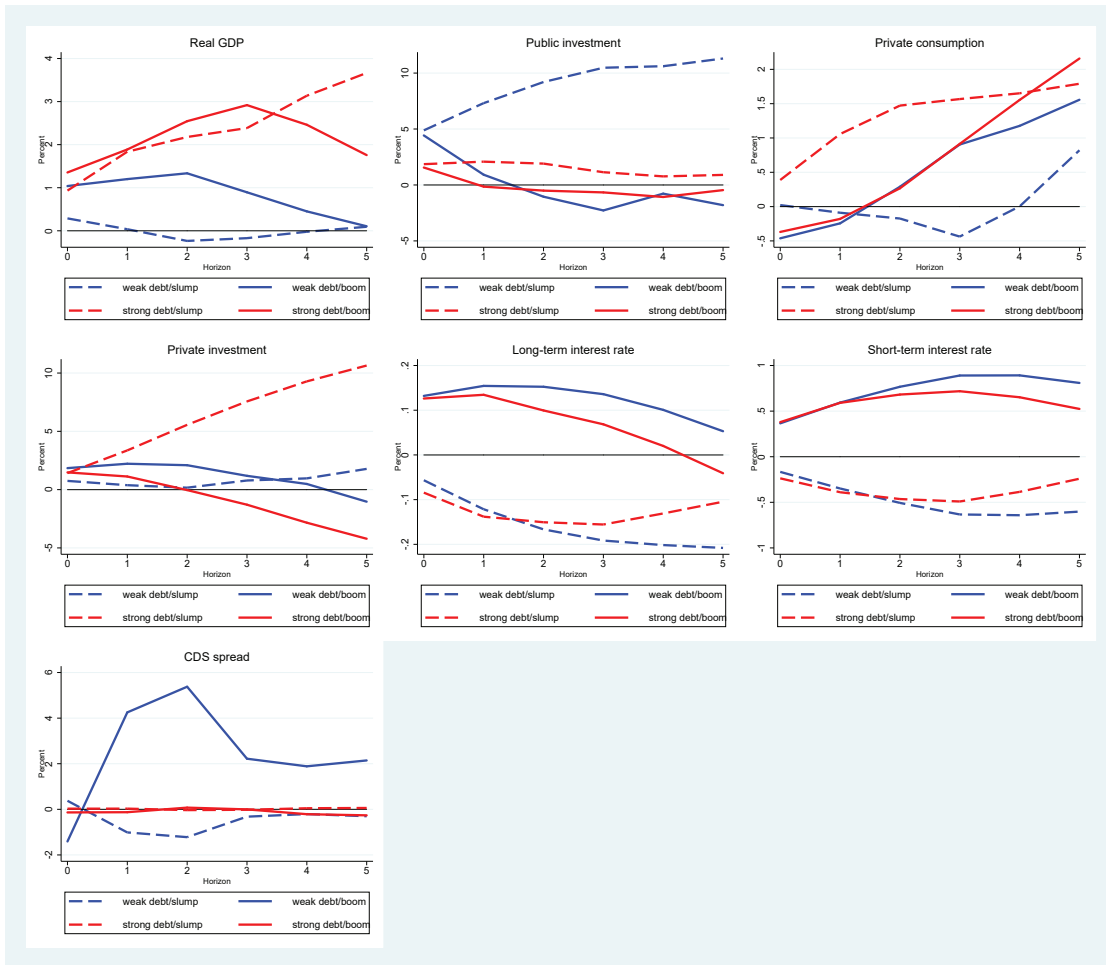 Real GDP
Percent
0 1 2 3 4
0 1 2 3 4 5
Horizon
weak debt/slump weak debt/boom
strong debt/slump strong debt/boom
Public investment
Percent
-5 0 5 10
0 1 2 3 4 5
Horizon
weak debt/slump weak debt/boom
strong debt/slump strong debt/boom
Private consumption
Percent
-.5 0 .5 1 1.5 2
0 1 2 3 4 5
Horizon
weak debt/slump weak debt/boom
strong debt/slump strong debt/boom
Private investment
Percent
-5 0 5 10
0 1 2 3 4 5
Horizon
weak debt/slump weak debt/boom
strong debt/slump strong debt/boom
Long-term interest rate
Percent
-.2 -.1 0 .1 .2
0 1 2 3 4 5
Horizon
weak debt/slump weak debt/boom
strong debt/slump strong debt/boom
Short-term interest rate
Percent
-1 -.5 0 .5 1
0 1 2 3 4 5
Horizon
weak debt/slump weak debt/boom
strong debt/slump strong debt/boom
CDS spread
Percent
-2 0 2 4 6
0 1 2 3 4 5
Horizon
weak debt/slump weak debt/boom
strong debt/slump strong debt/boom